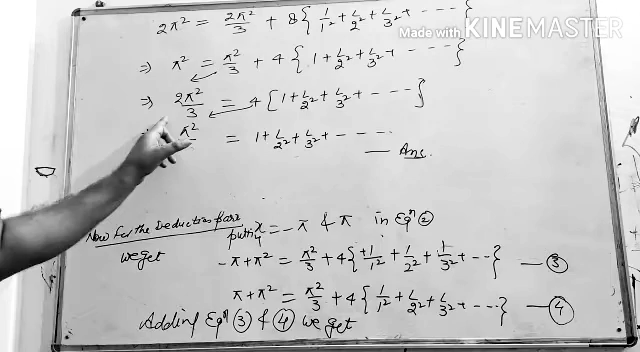 2π² = 2π²/3 + 8{1/1² + 1/2² + 1/3² + ----}
Made with KINEMASTER
⇒ π² = π²/3 + 4{1 + 1/2² + 1/3² + ----}
⇒ 2π²/3 = 4[1 + 1/2² + 1/3² + ---}
π² = 1 + 1/2² + 1/3² + ----
— Ans.
Now For the Deduction part putting x = -π & π in Eqⁿ ②
we get -π + π² = π²/3 + 4{+1/1² + 1/2² + 1/3² + ---} — ③
π + π² = π²/3 + 4{1/1² + 1/2² + 1/3² + ---} — ④
Adding Eqⁿ ③ & ④ we get